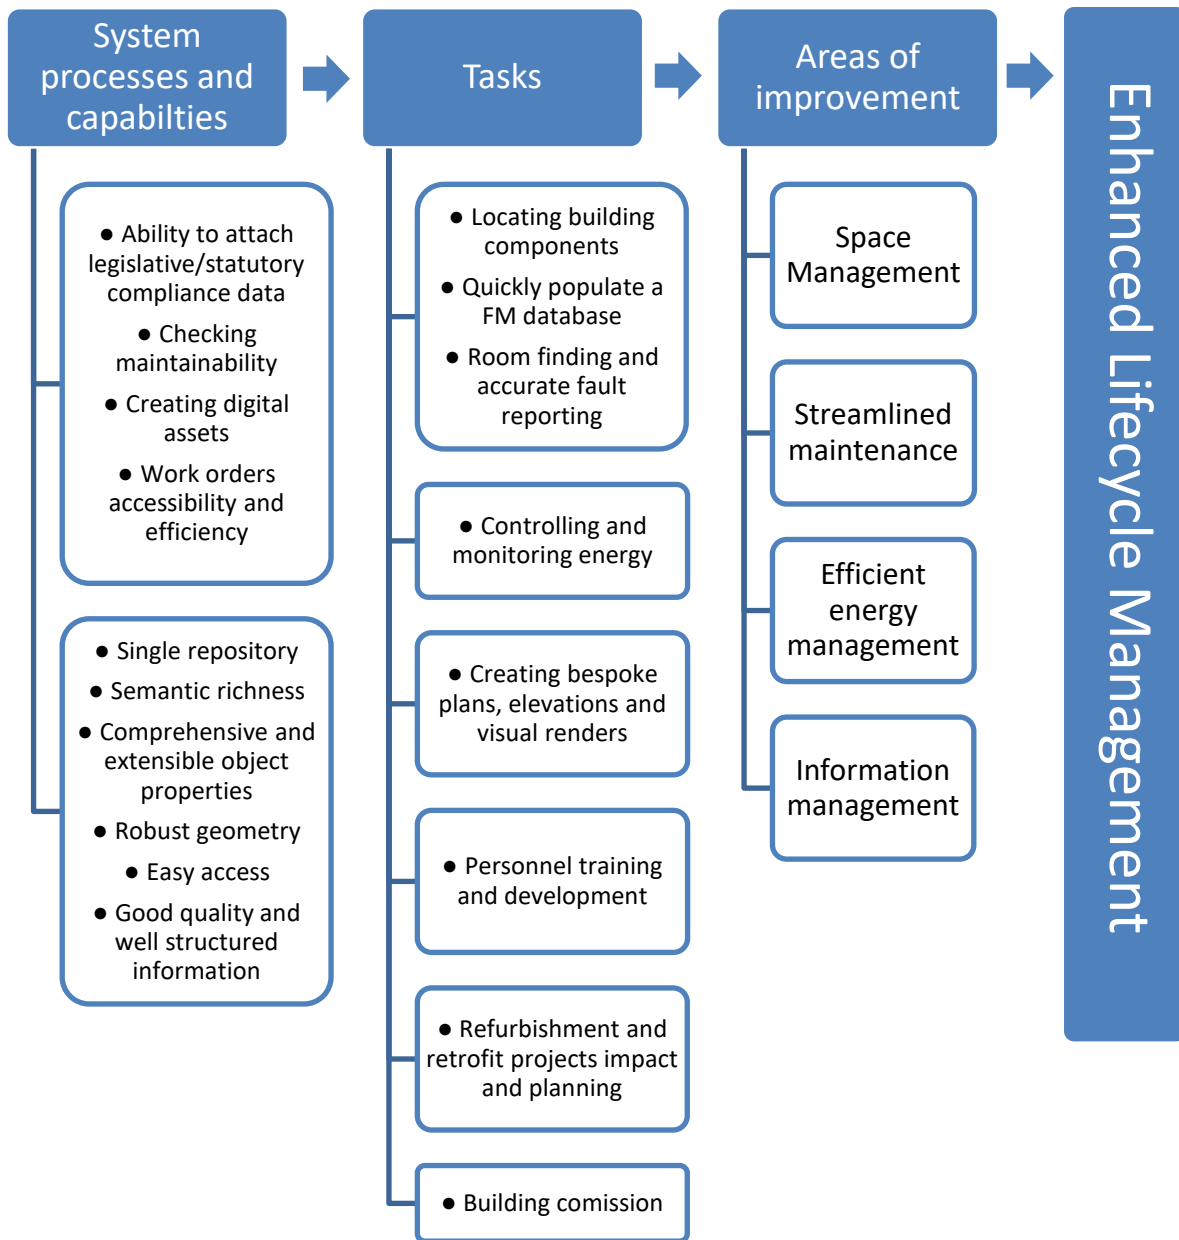 System
processes and
capabilties
Tasks
Areas of
improvement
Enhanced Lifecycle Management
● Ability to attach
legislative/statutory
compliance data
● Checking
maintainability
● Creating digital
assets
● Work orders
accessibility and
efficiency
● Single repository
● Semantic richness
● Comprehensive and
extensible object
properties
● Robust geometry
● Easy access
● Good quality and
well structured
information
● Locating building
components
● Quickly populate a
FM database
● Room finding and
accurate fault
reporting
● Controlling and
monitoring energy
● Creating bespoke
plans, elevations and
visual renders
● Personnel training
and development
● Refurbishment and
retrofit projects impact
and planning
● Building comission
Space
Management
Streamlined
maintenance
Efficient
energy
management
Information
management